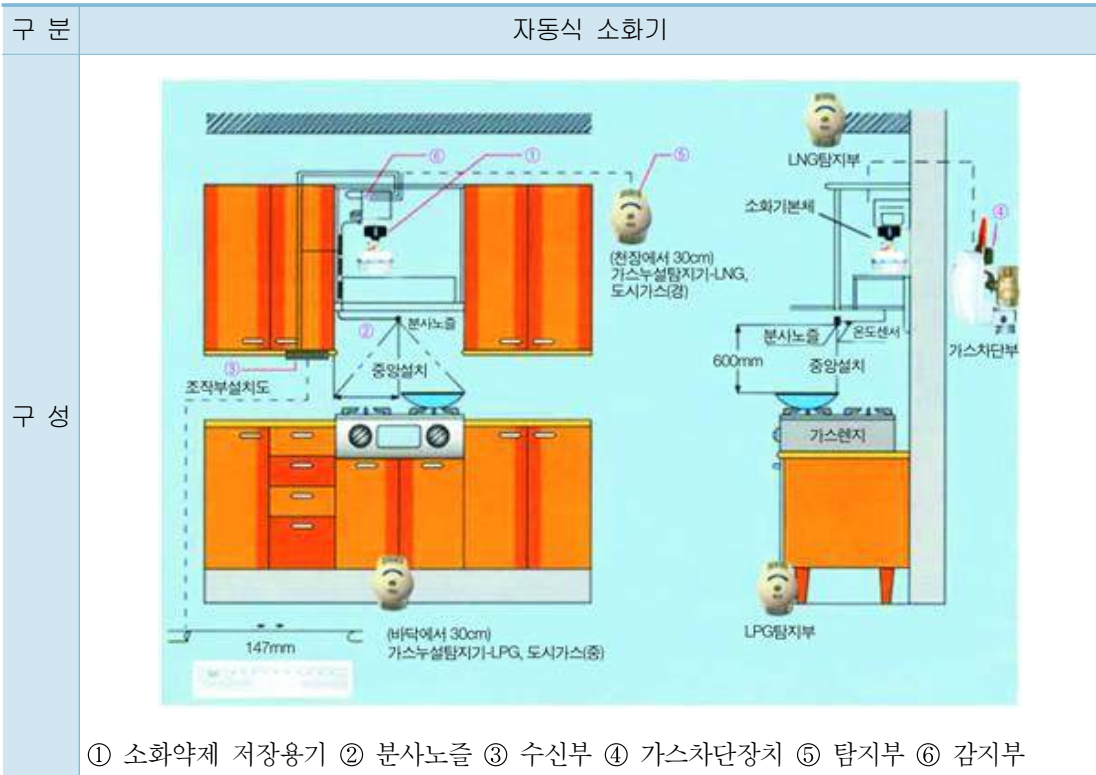 구 분
자동식 소화기
구 성
⑥
①
⑤
LNG탐지부
소화기본체
④
(천장에서 30cm)
가스누설탐지기-LNG,
도시가스(경)
②
분사노즐
분사노즐
온도센서
가스차단부
600mm
③
중앙설치
중앙설치
조작부설치도
가스렌지
(바닥에서 30cm)
가스누설탐지기-LPG, 도시가스(중)
LPG탐지부
147mm
① 소화약제 저장용기 ② 분사노즐 ③ 수신부 ④ 가스차단장치 ⑤ 탐지부 ⑥ 감지부